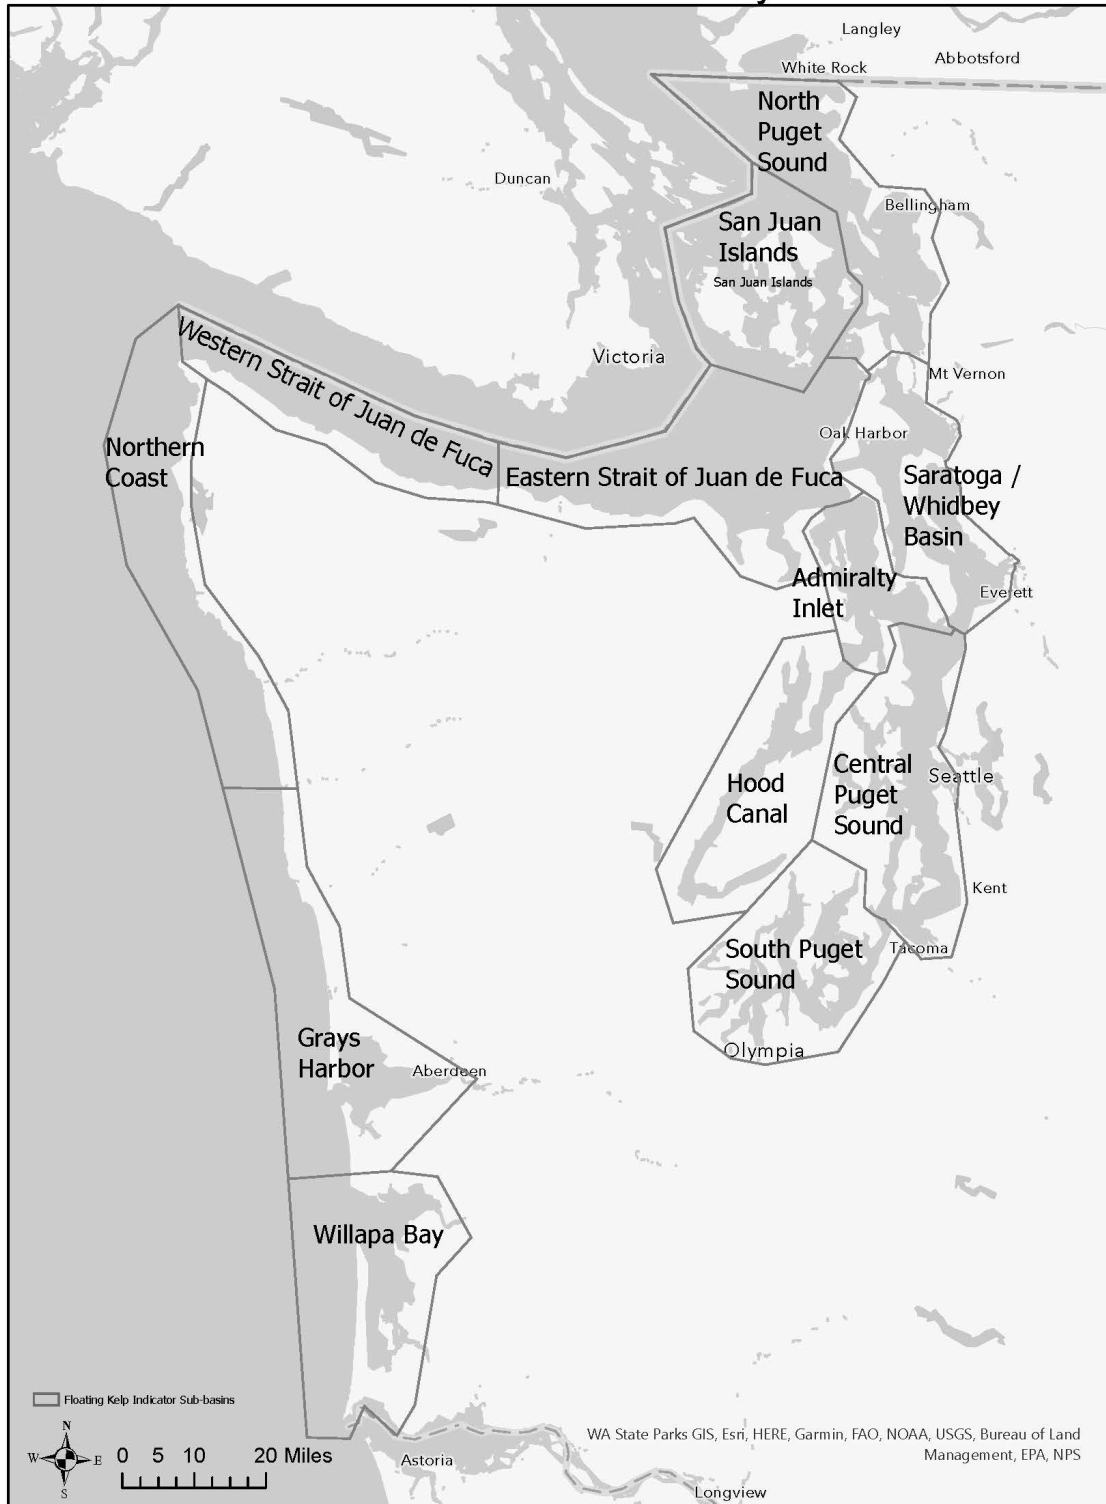 Langley
Abbotsford
White Rock
North
Puget
Sound
Duncan
Bellingham
San Juan
Islands
San Juan Islands
Western Strait of Juan de Fuca
Victoria
Mt Vernon
Oak Harbor
Northern
Coast
Eastern Strait of Juan de Fuca
Saratoga /
Whidbey
Basin
Admiralty
Inlet
Everett
Hood
Canal
Central
Puget
Sound
Seattle
Kent
South Puget
Sound
Tacoma
Olympia
Grays
Harbor
Aberdeen
Willapa Bay
Floating Kelp Indicator Sub-basins
N
W E
S
0 5 10 20 Miles
Astoria
Longview
WA State Parks GIS, Esri, HERE, Garmin, FAO, NOAA, USGS, Bureau of Land
Management, EPA, NPS